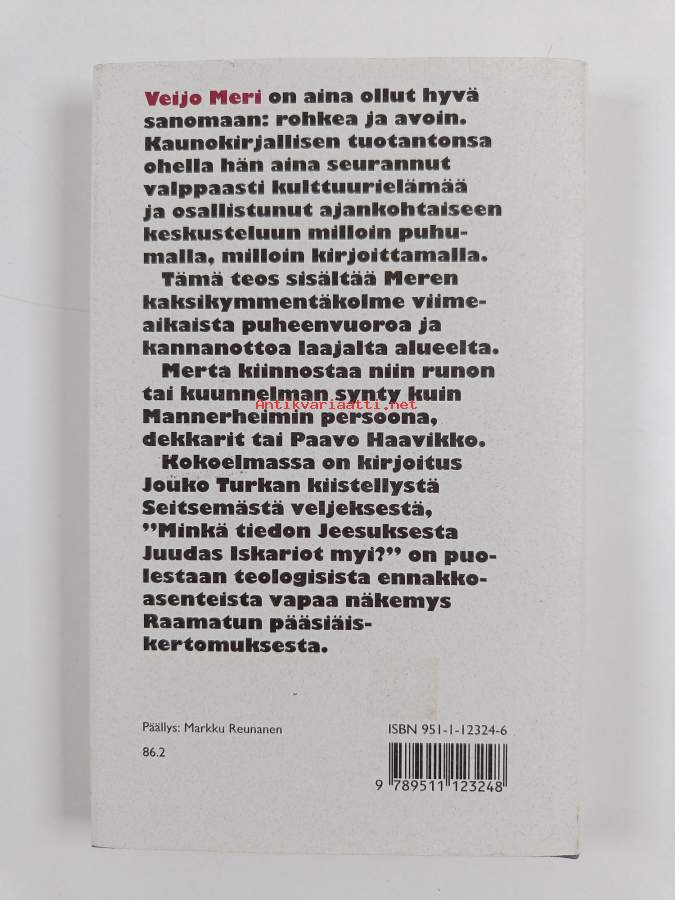 Veijo Meri on aina ollut hyvä
sanomaan: rohkea ja avoin.
Kaunokirjallisen tuotantonsa
ohella hän aina seurannut
valppaasti kulttuurielämää
ja osallistunut ajankohtaiseen
keskusteluun milloin puhu-
malla, milloin kirjoittamalla.
Tämä teos sisältää Meren
kaksikymmentäkolme viime-
aikaista puheenvuoroa ja
kannanottoa laajalta alueelta.
Merta kiinnostaa niin runon
tai kuunnelman synty kuin
Antikvariaatti.net
Mannerheimin persoona,
dekkarit tai Paavo Haavikko.
Kokoelmassa on kirjoitus
Jouko Turkan kiistellystä
Seitsemästä veljeksestä,
”Minkä tiedon Jeesuksesta
Juudas Iskariot myi?” on puo-
lestaan teologisista ennakko-
asenteista vapaa näkemys
Raamatun pääsiäis-
kertomuksesta.
Päällys: Markku Reunanen
86.2
ISBN 951-1-12324-6
9 789511 123248